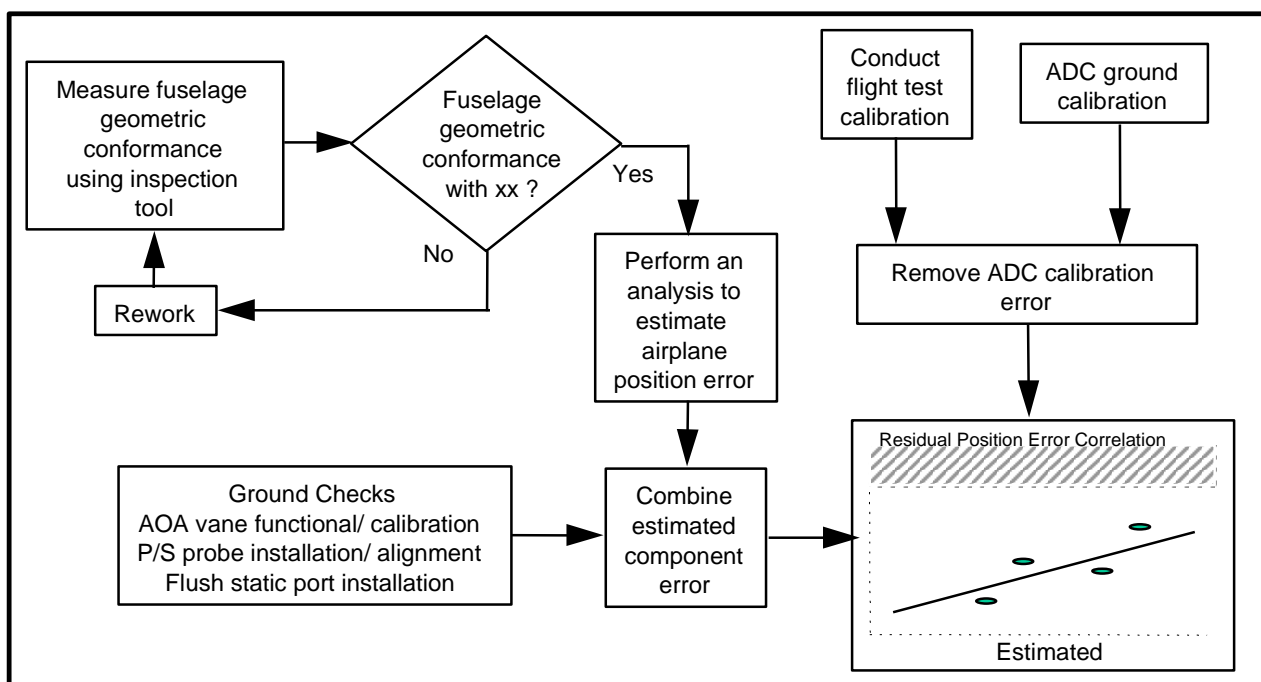 Measure fuselage
geometric
conformance
using inspection
tool
Fuselage
geometric
conformance
with xx ?
Yes
No
Rework
Conduct
flight test
calibration
ADC ground
calibration
Remove ADC calibration
error
Perform an
analysis to
estimate
airplane
position error
Ground Checks
AOA vane functional/ calibration
P/S probe installation/ alignment
Flush static port installation
Combine
estimated
component
error
Residual Position Error Correlation
Estimated